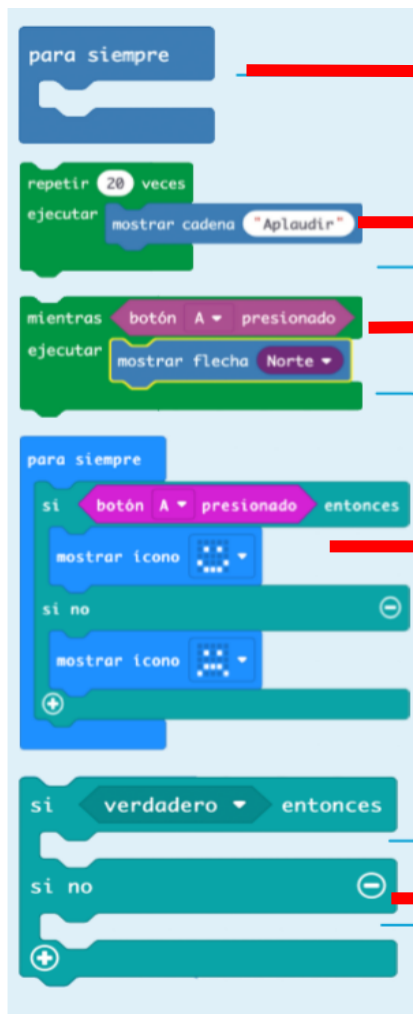 para siempre
repetir 20 veces
ejecutar mostrar cadena "Aplaudir"
mientras botón A presionado
ejecutar mostrar flecha Norte
para siempre
si botón A presionado entonces
mostrar ícono
si no
mostrar ícono
si verdadero entonces
si no